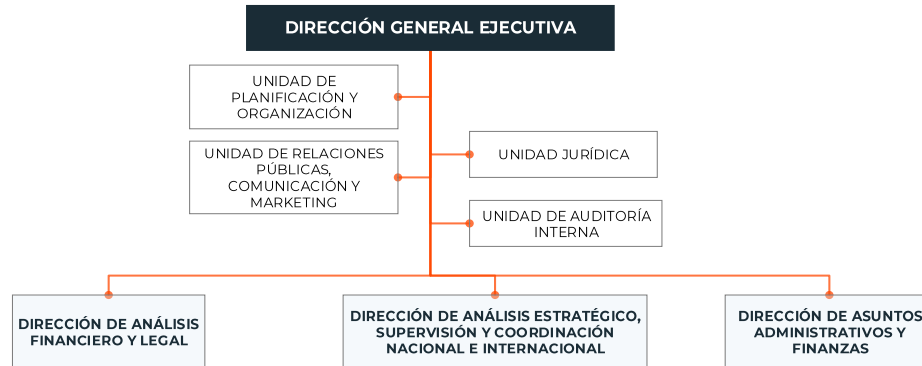 DIRECCIÓN GENERAL EJECUTIVA
UNIDAD DE
PLANIFICACIÓN Y
ORGANIZACIÓN
UNIDAD DE RELACIONES
PÚBLICAS,
COMUNICACIÓN Y
MARKETING
UNIDAD JURÍDICA
UNIDAD DE AUDITORÍA
INTERNA
DIRECCIÓN DE ANÁLISIS
FINANCIERO Y LEGAL
DIRECCIÓN DE ANÁLISIS ESTRATÉGICO,
SUPERVISIÓN Y COORDINACIÓN
NACIONAL E INTERNACIONAL
DIRECCIÓN DE ASUNTOS
ADMINISTRATIVOS Y
FINANZAS